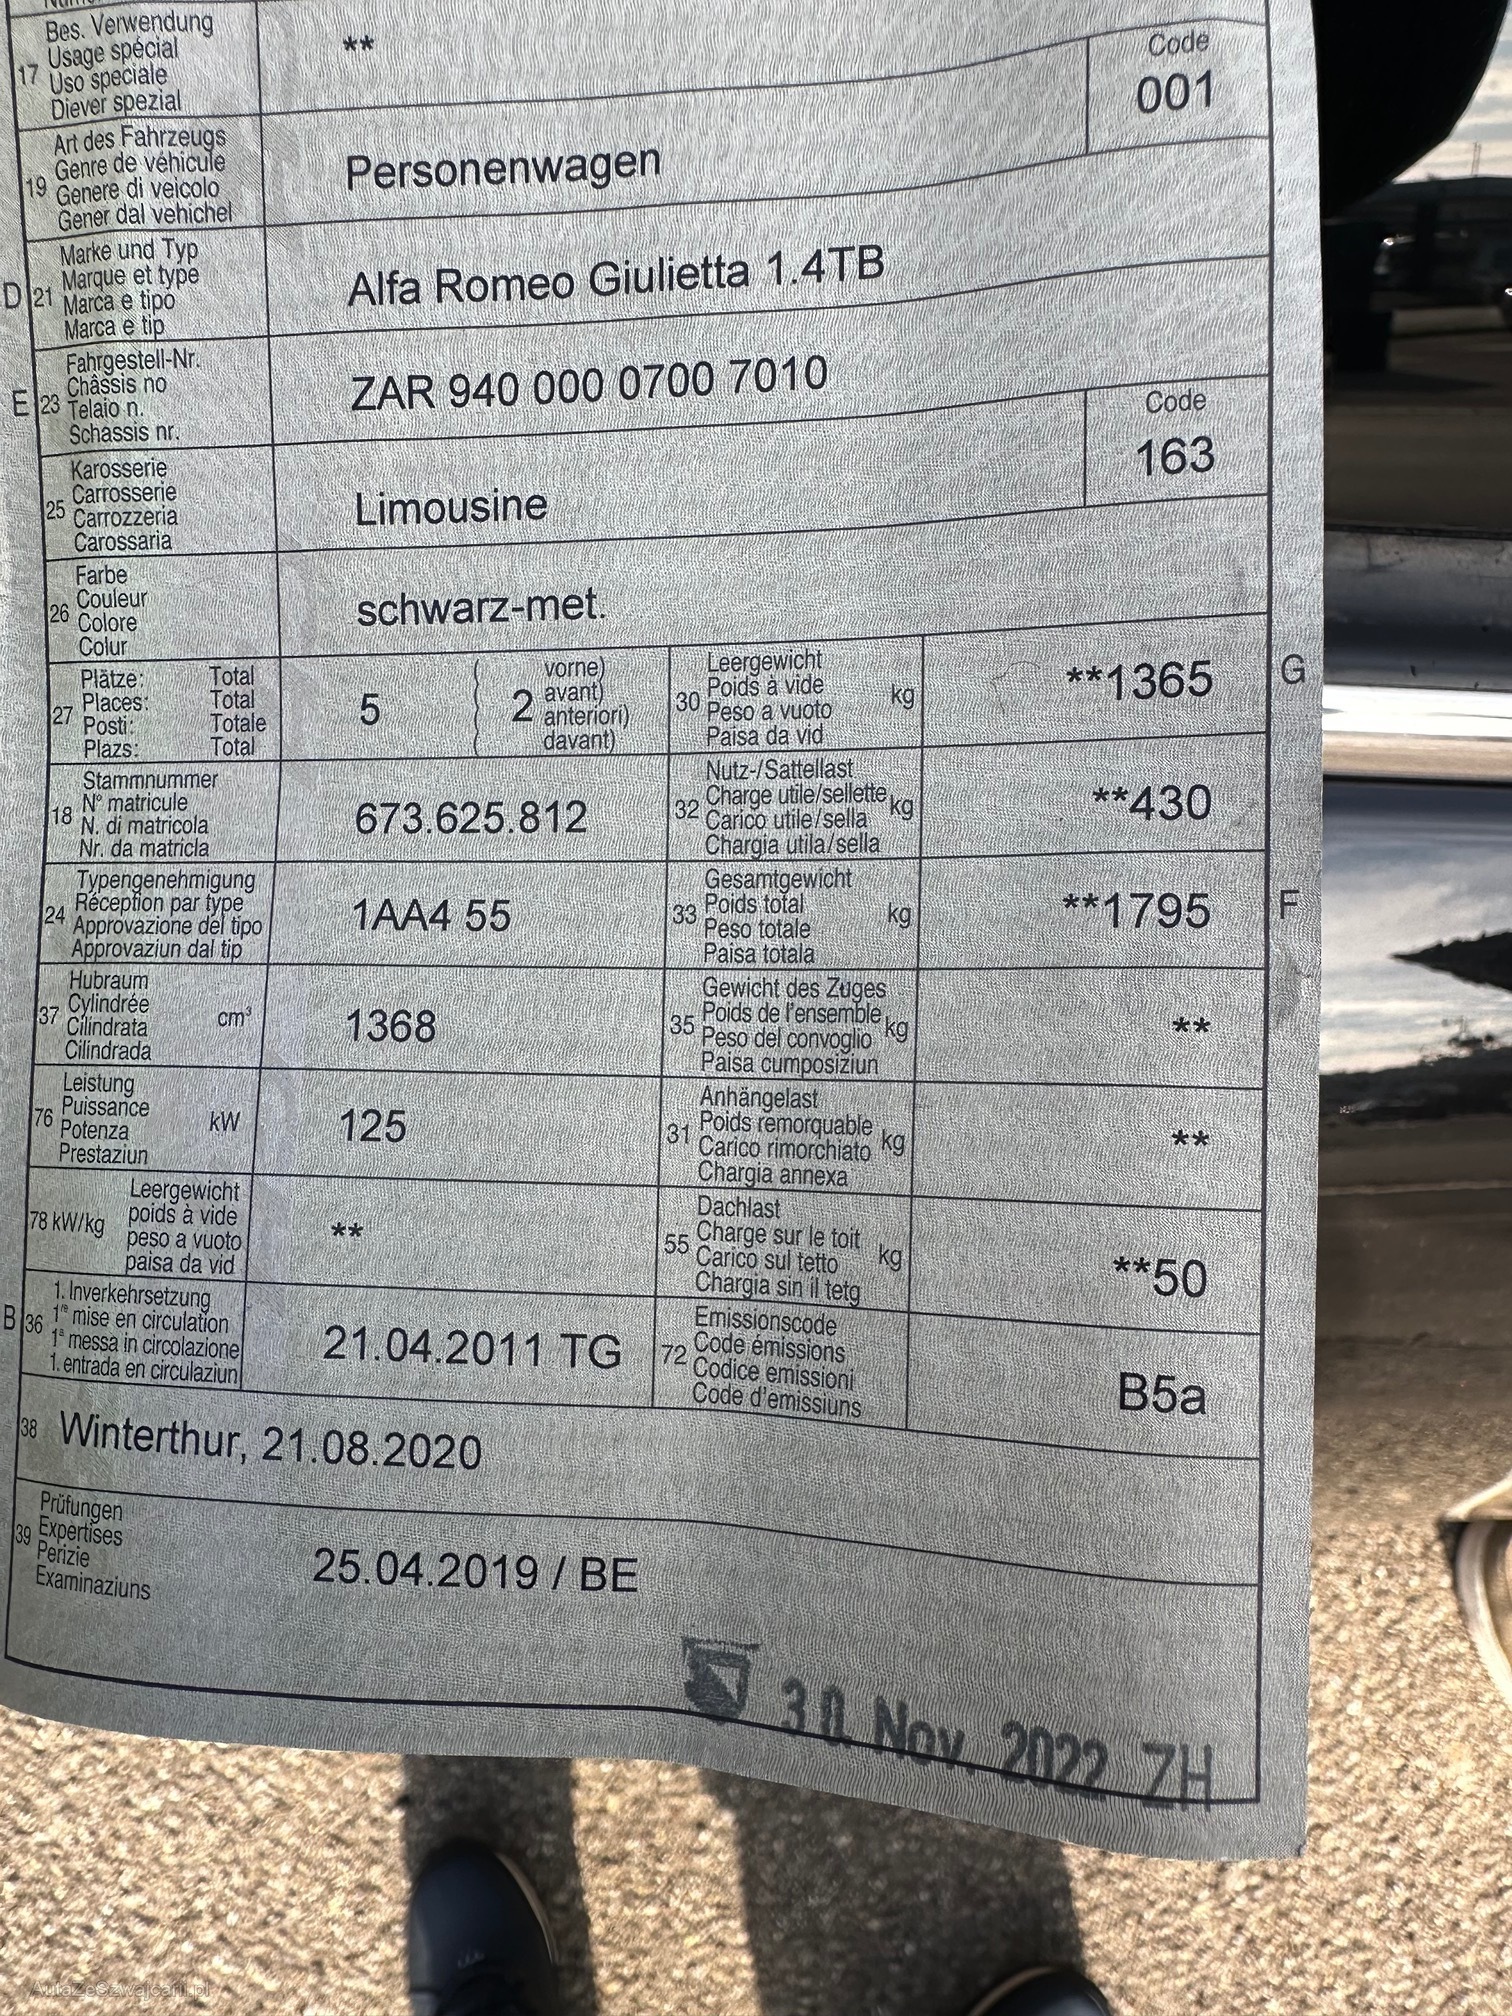 Bes. Verwendung
Usage spécial
17 Uso speciale
Diever spezial
**
Code
001
Art des Fahrzeugs
Genre de véhicule
19 Genere di veicolo
Gener dal vehichel
Personenwagen
Marke und Typ
Marque et type
D 21 Marca e tipo
Marca e tip
Alfa Romeo Giulietta 1.4TB
Fahrgestell-Nr.
Châssis no
E 23 Telaio n.
Schassis nr.
ZAR 940 000 0700 7010
Karosserie
Carrosserie
25 Carrozzeria
Carossaria
Limousine
Code
163
Farbe
Couleur
26 Colore
Colur
schwarz-met.
Plätze: Total
Places: Total
27 Posti: Totale
Plazs: Total
5
2
vorne)
avant)
anteriori)
davant)
Leergewicht
30 Poids à vide kg
Peso a vuoto
Paisa da vid
**1365 G
Stammnummer
18 N° matricule
N. di matricola
Nr. da matricla
673.625.812
Nutz-/Sattellast
32 Charge utile/sellette kg
Carico utile/sella
Chargia utila/sella
**430
Typengenehmigung
24 Réception par type
Approvazione del tipo
Approvaziun dal tip
1AA4 55
Gesamtgewicht
33 Poids total kg
Peso totale
Paisa totala
**1795 F
Hubraum
37 Cylindrée cm³
Cilindrata
Cilindrada
1368
Gewicht des Zuges
35 Poids de l'ensemble kg
Peso del convoglio
Paisa cumposiziun
**
Leistung
76 Puissance kW
Potenza
Prestaziun
125
Anhängelast
31 Poids remorquable kg
Carico rimorchiato
Chargia annexa
**
Leergewicht
78 kW/kg poids à vide
peso a vuoto
paisa da vid
**
Dachlast
55 Charge sur le toit kg
Carico sul tetto
Chargia sin il tetg
**50
1. Inverkehrsetzung
B 36 1re mise en circulation
1a messa in circolazione
1. entrada en circulaziun
21.04.2011 TG
Emissionscode
72 Code émissions
Codice emissioni
Code d'emissiuns
B5a
38 Winterthur, 21.08.2020
Prüfungen
39 Expertises
Perizie
Examinaziuns
25.04.2019 / BE
30. Nov. 2022 ZH
AutaZeSzwajcarii.pl